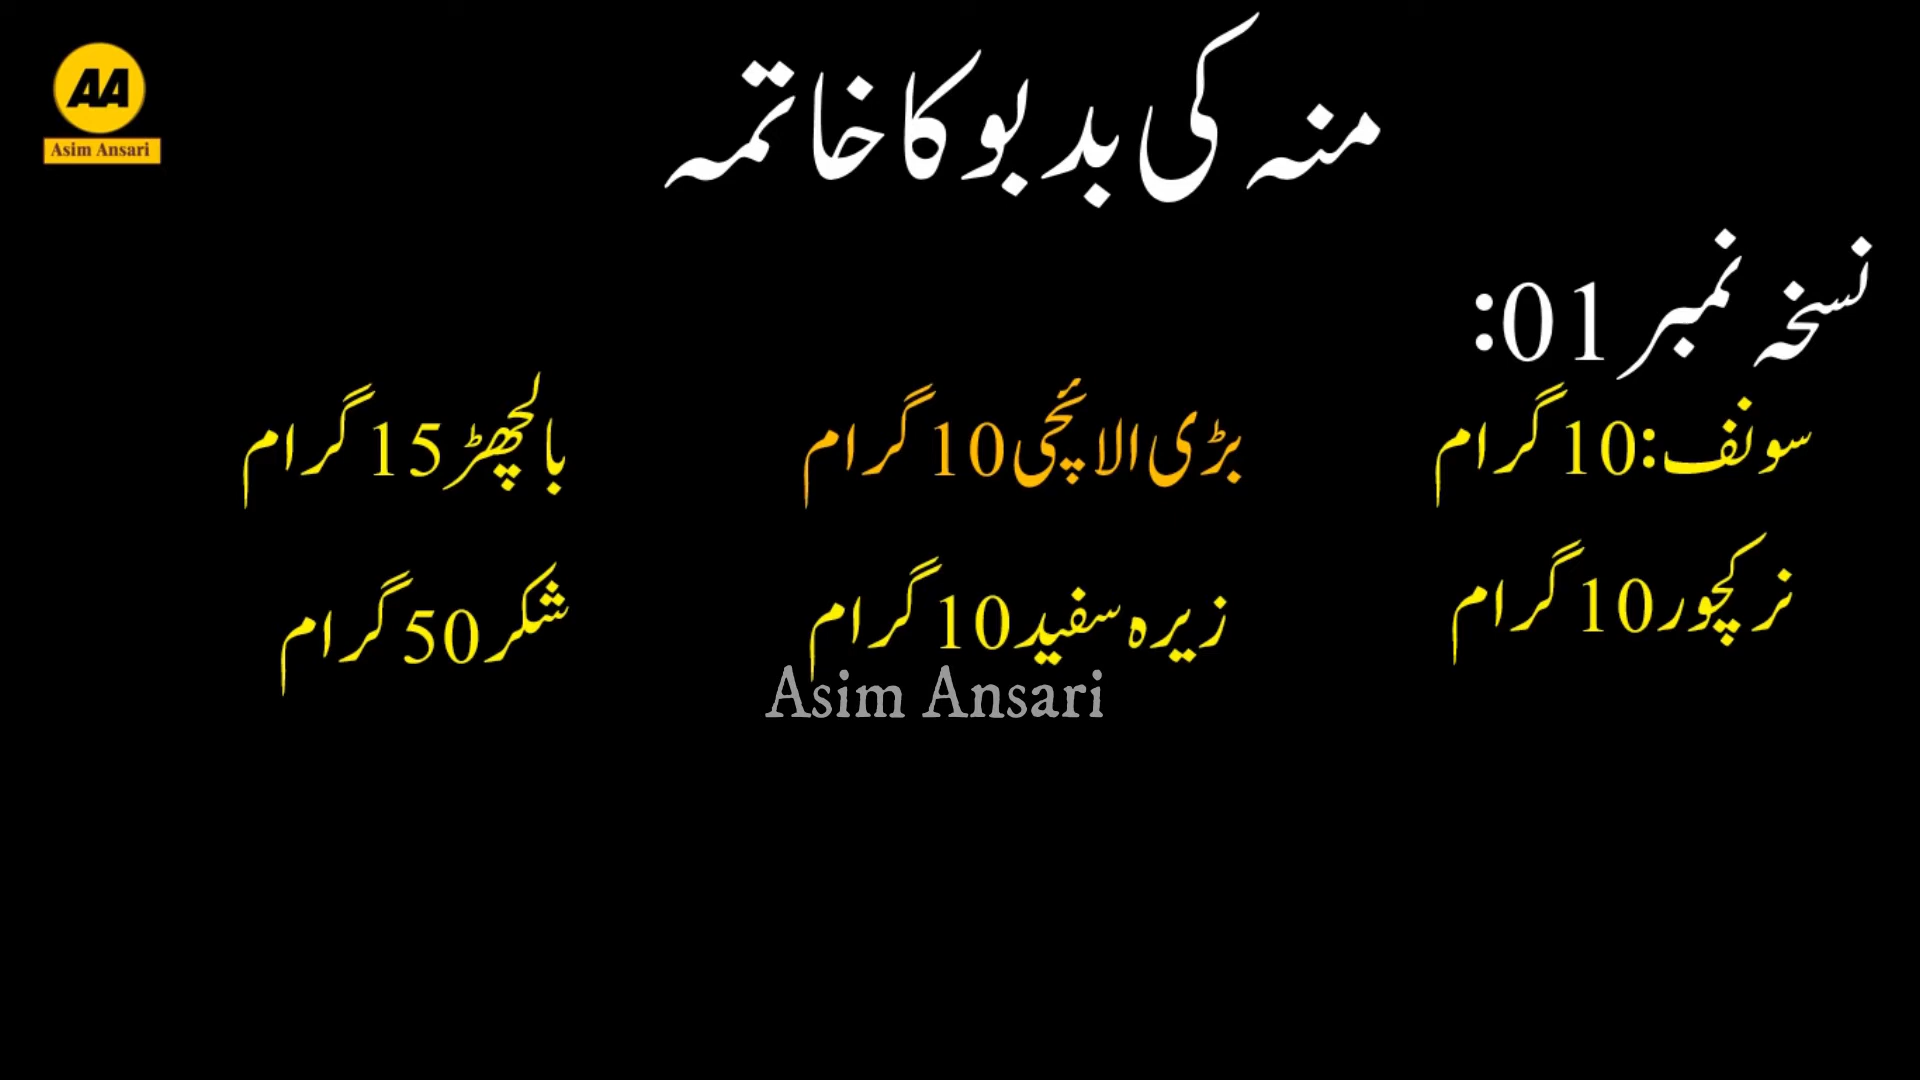 AA
Asim Ansari
منہ کی بدبو کا خاتمہ
نسخہ نمبر 01:
سونف: 10 گرام بڑی الائچی 10 گرام بالچھڑ 15 گرام
نرکچور 10 گرام زیرہ سفید 10 گرام شکر 50 گرام
Asim Ansari